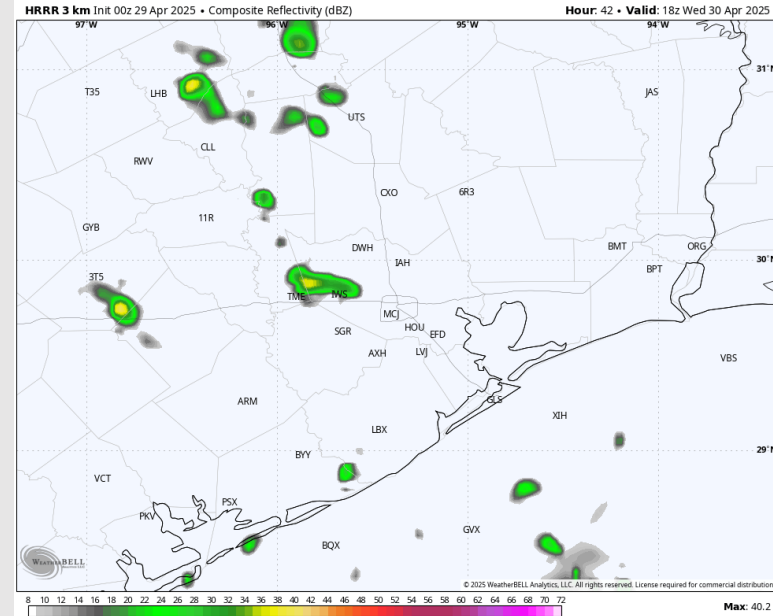 HRRR 3 km Init 00z 29 Apr 2025 • Composite Reflectivity (dBZ)
Hour: 42 • Valid: 18z Wed 30 Apr 2025
97°W 96°W 95°W 94°W
31°N
T35 LHB JAS
UTS
CLL
RWV
CXO 6R3
11R
GYB
DWH BMT ORG
IAH
30°N
3T5 BPT
TME IWS
MCJ
SGR HOU EFD
AXH LVJ VBS
ARM GLS
XIH
LBX
29°N
BYY
VCT
PSX
PKV
GVX
BQX
WEATHERBELL
© 2025 WeatherBELL Analytics, LLC. All rights reserved. License required for commercial distribution
8 10 12 14 16 18 20 22 24 26 28 30 32 34 36 38 40 42 44 46 48 50 52 54 56 58 60 62 64 66 68 70 72
Max: 40.2